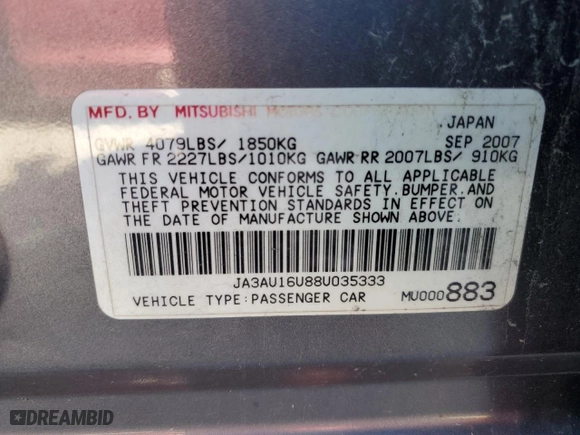 MFD. BY MITSUBISHI
JAPAN
GVWR 4079LBS/ 1850KG SEP 2007
GAWR FR 2227LBS/1010KG GAWR RR 2007LBS/ 910KG
THIS VEHICLE CONFORMS TO ALL APPLICABLE
FEDERAL MOTOR VEHICLE SAFETY.BUMPER.AND
THEFT PREVENTION STANDARDS IN EFFECT ON
THE DATE OF MANUFACTURE SHOWN ABOVE.
JA3AU16U88U035333
VEHICLE TYPE:PASSENGER CAR MU000883
DREAMBID